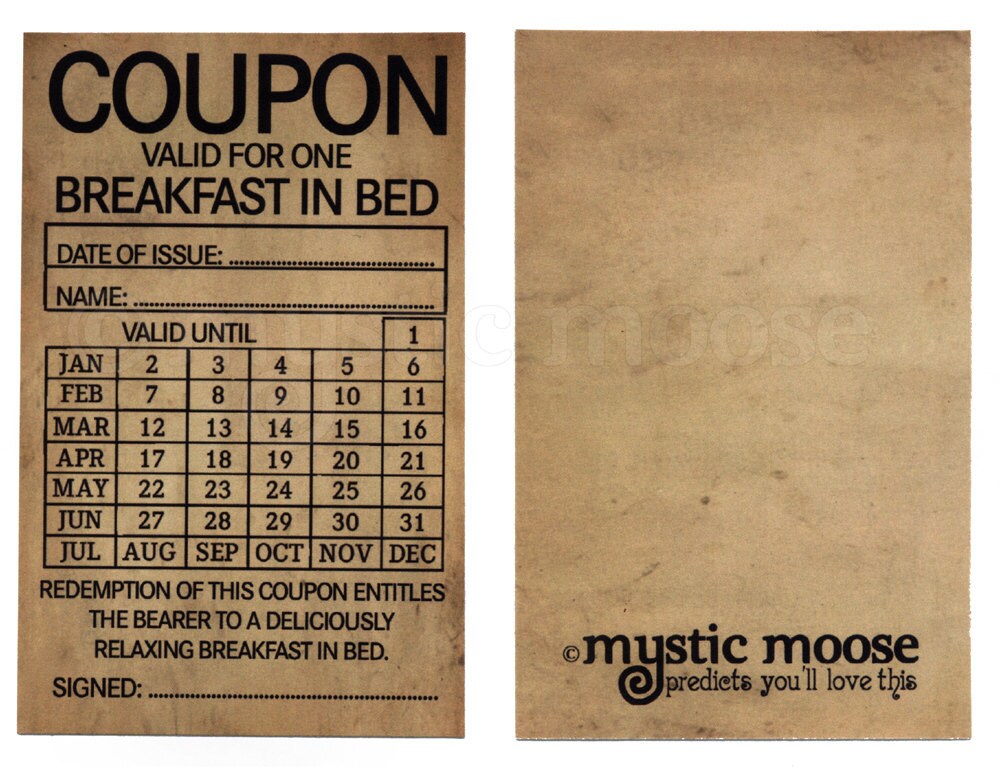 COUPON
VALID FOR ONE
BREAKFAST IN BED
DATE OF ISSUE: ........................................
NAME: ........................................
VALID UNTIL 1
JAN 2 3 4 5 6
FEB 7 8 9 10 11
MAR 12 13 14 15 16
APR 17 18 19 20 21
MAY 22 23 24 25 26
JUN 27 28 29 30 31
JUL AUG SEP OCT NOV DEC
REDEMPTION OF THIS COUPON ENTITLES
THE BEARER TO A DELICIOUSLY
RELAXING BREAKFAST IN BED.
SIGNED: ........................................
© mystic moose
© mystic moose
predicts you'll love this